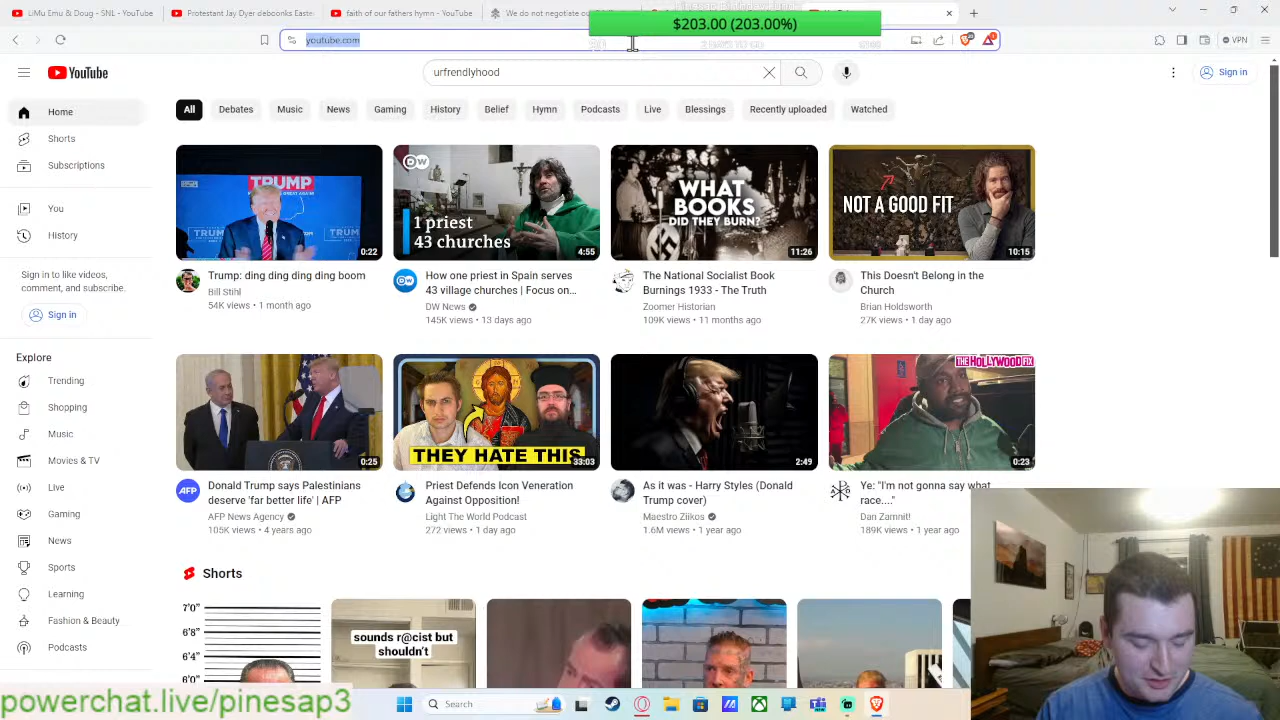 LiMu Emu & Doug - SNL - YouTube
Protestant Jay Dyer Debater con
faith of our fathers hymn - YouTube
We do not negotiate
$203.00 (203.00%)
youtube.com
VPN
YouTube
urfrendlyhood
Sign in
All
Debates
Music
News
Gaming
History
Belief
Hymn
Podcasts
Live
Blessings
Recently uploaded
Watched
Home
Shorts
Subscriptions
You
History
Sign in to like videos,
comment, and subscribe.
Sign in
Explore
Trending
Shopping
Music
Movies & TV
Live
Gaming
News
Sports
Learning
Fashion & Beauty
Podcasts
TRUMP
0:22
Trump: ding ding ding ding boom
Bill Stihl
54K views • 1 month ago
DW
1 priest
43 churches
4:55
How one priest in Spain serves
43 village churches | Focus on...
DW News
145K views • 13 days ago
WHAT
BOOKS
DID THEY BURN?
11:26
The National Socialist Book
Burnings 1933 - The Truth
Zoomer Historian
109K views • 11 months ago
NOT A GOOD FIT
10:15
This Doesn't Belong in the
Church
Brian Holdsworth
27K views • 1 day ago
0:25
AFP
Donald Trump says Palestinians
deserve 'far better life' | AFP
AFP News Agency
105K views • 4 years ago
THEY HATE THIS
33:03
Priest Defends Icon Veneration
Against Opposition!
Light The World Podcast
272 views • 1 day ago
2:49
As it was - Harry Styles (Donald
Trump cover)
Maestro Ziikos
1.6M views • 1 year ago
THE HOLLYWOOD FIX
0:23
Ye: "I'm not gonna say what
race...."
Dan Zamnit!
189K views • 1 year ago
Shorts
7'0"
6'8"
6'4"
6'0"
sounds r@cist but
shouldn't
powerchat.live/pinesap3
Search